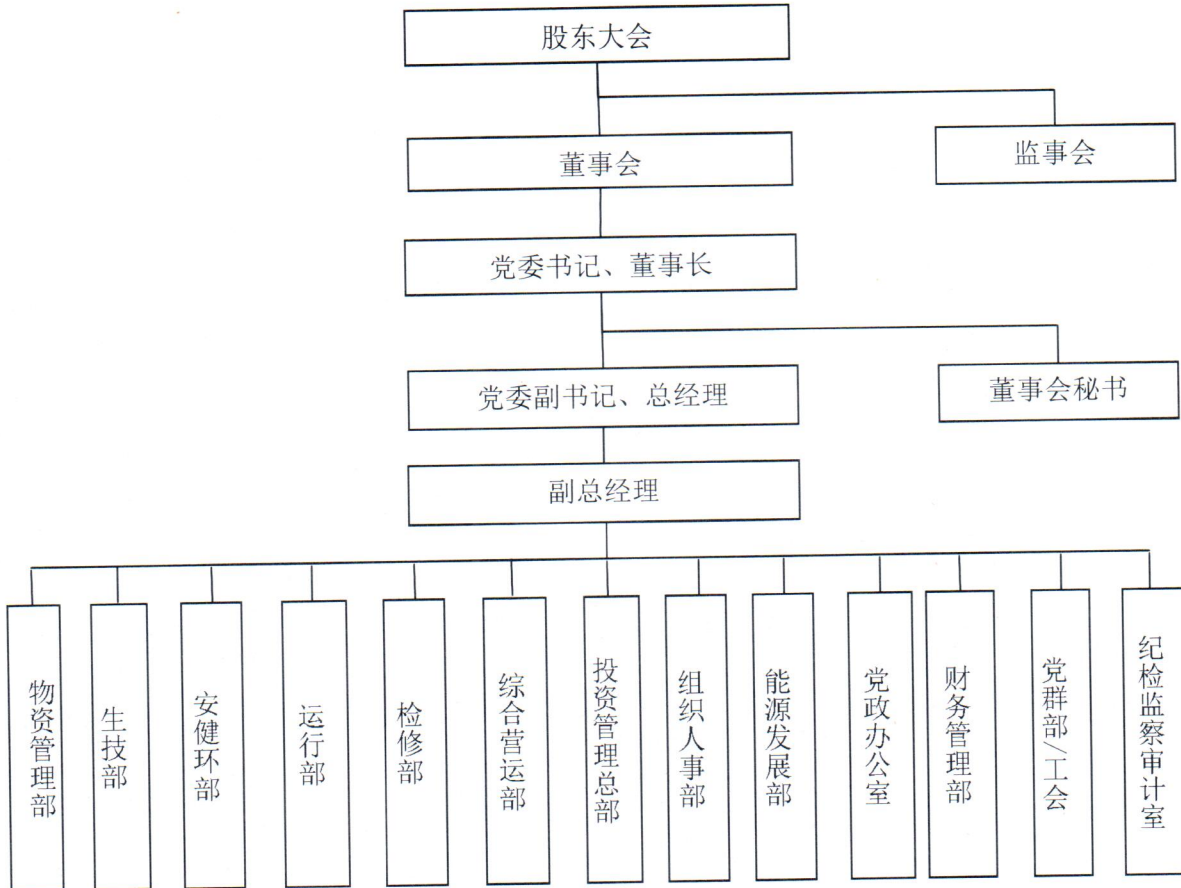 股东大会
董事会
监事会
党委书记、董事长
党委副书记、总经理
董事会秘书
副总经理
物资管理部
生技部
安健环部
运行部
检修部
综合营运部
投资管理总部
组织人事部
能源发展部
党政办公室
财务管理部
党群部/工会
纪检监察审计室